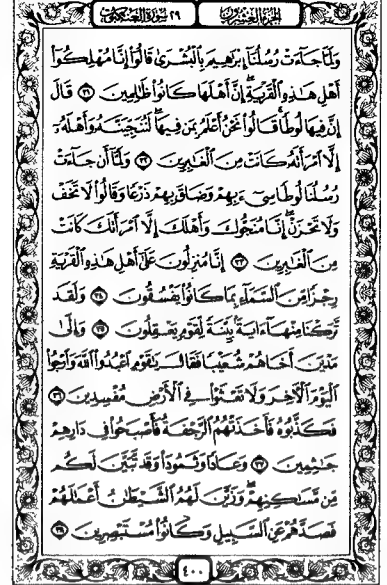 الجزء العشرون ٢٩ سورة العنكبوت
وَلَمَّا جَآءَتْ رُسُلُنَآ إِبْرَٰهِيمَ بِٱلْبُشْرَىٰ قَالُوٓا۟ إِنَّا مُهْلِكُوٓا۟
أَهْلِ هَٰذِهِ ٱلْقَرْيَةِ ۖ إِنَّ أَهْلَهَا كَانُوا۟ ظَٰلِمِينَ ٣١ قَالَ
إِنَّ فِيهَا لُوطًا ۚ قَالُوا۟ نَحْنُ أَعْلَمُ بِمَن فِيهَا ۖ لَنُنَجِّيَنَّهُۥ وَأَهْلَهُۥٓ
إِلَّا ٱمْرَأَتَهُۥ كَانَتْ مِنَ ٱلْغَٰبِرِينَ ٣٢ وَلَمَّآ أَن جَآءَتْ
رُسُلُنَا لُوطًا سِىٓءَ بِهِمْ وَضَاقَ بِهِمْ ذَرْعًا وَقَالُوا۟ لَا تَخَفْ
وَلَا تَحْزَنْ ۖ إِنَّا مُنَجُّوكَ وَأَهْلَكَ إِلَّا ٱمْرَأَتَكَ كَانَتْ
مِنَ ٱلْغَٰبِرِينَ ٣٣ إِنَّا مُنزِلُونَ عَلَىٰٓ أَهْلِ هَٰذِهِ ٱلْقَرْيَةِ
رِجْزًا مِّنَ ٱلسَّمَآءِ بِمَا كَانُوا۟ يَفْسُقُونَ ٣٤ وَلَقَد
تَّرَكْنَا مِنْهَآ ءَايَةًۢ بَيِّنَةً لِّقَوْمٍ يَعْقِلُونَ ٣٥ وَإِلَىٰ
مَدْيَنَ أَخَاهُمْ شُعَيْبًا فَقَالَ يَٰقَوْمِ ٱعْبُدُوا۟ ٱللَّهَ وَٱرْجُوا۟
ٱلْيَوْمَ ٱلْءَاخِرَ وَلَا تَعْثَوْا۟ فِى ٱلْأَرْضِ مُفْسِدِينَ ٣٦
فَكَذَّبُوهُ فَأَخَذَتْهُمُ ٱلرَّجْفَةُ فَأَصْبَحُوا۟ فِى دَارِهِمْ
جَٰثِمِينَ ٣٧ وَعَادًا وَثَمُودَا۟ وَقَد تَّبَيَّنَ لَكُم
مِّن مَّسَٰكِنِهِمْ ۖ وَزَيَّنَ لَهُمُ ٱلشَّيْطَٰنُ أَعْمَٰلَهُمْ
فَصَدَّهُمْ عَنِ ٱلسَّبِيلِ وَكَانُوا۟ مُسْتَبْصِرِينَ ٣٨
٤٠٠